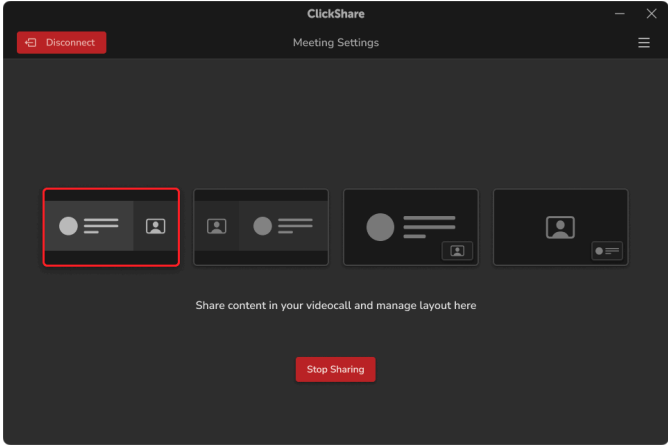 ClickShare
Disconnect
Meeting Settings
Share content in your videocall and manage layout here
Stop Sharing